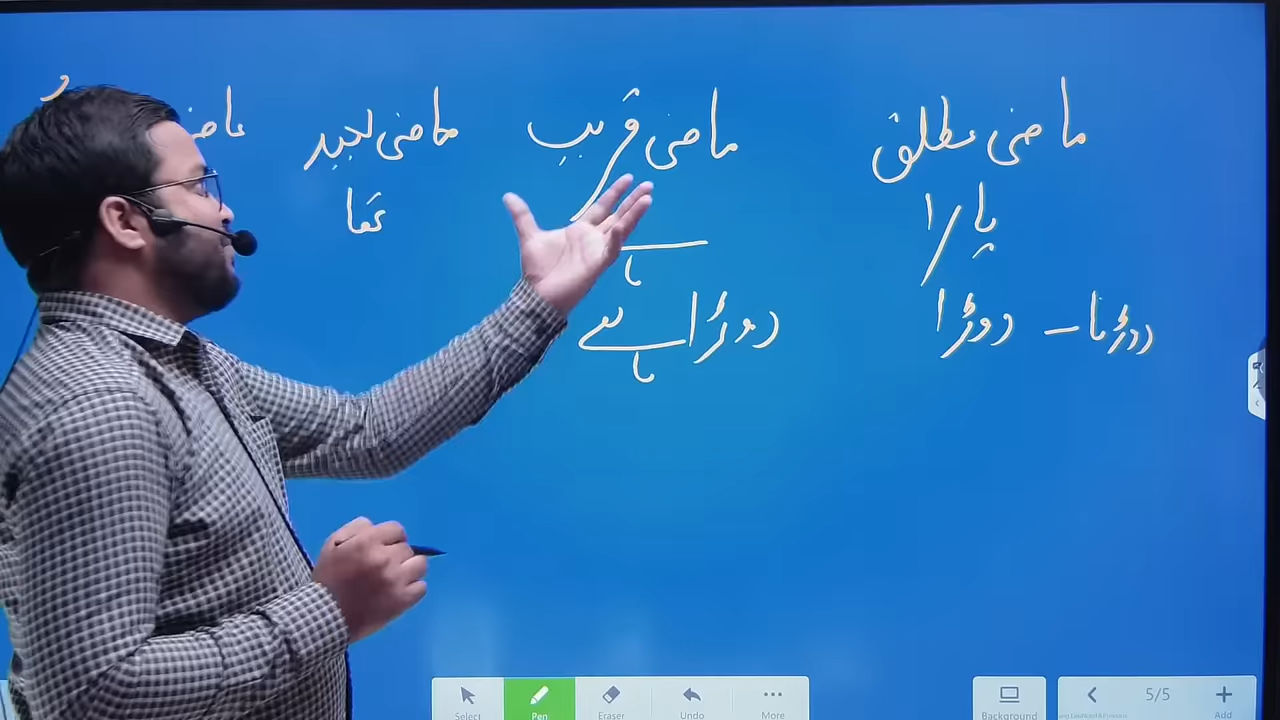 ماضی مطلق ماضی قریب ماضی بعید ماضی
یا ا تھا
دوڑنا - دوڑا دوڑا ہے
Select Pen Eraser Undo More Background 5/5 Add